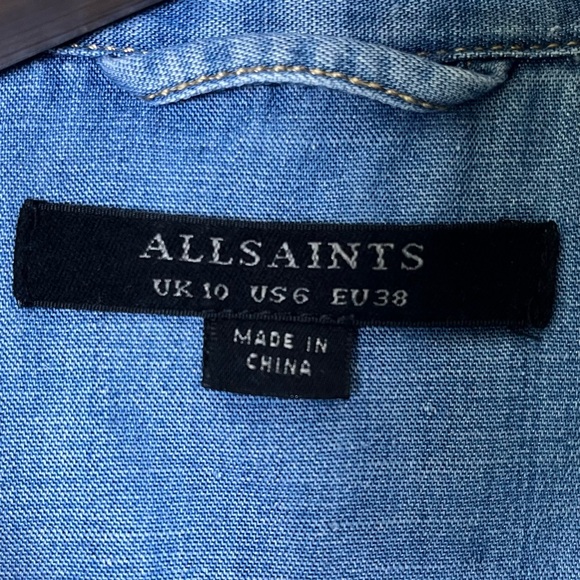 ALLSAINTS
UK 10 US 6 EU 38
MADE IN
CHINA